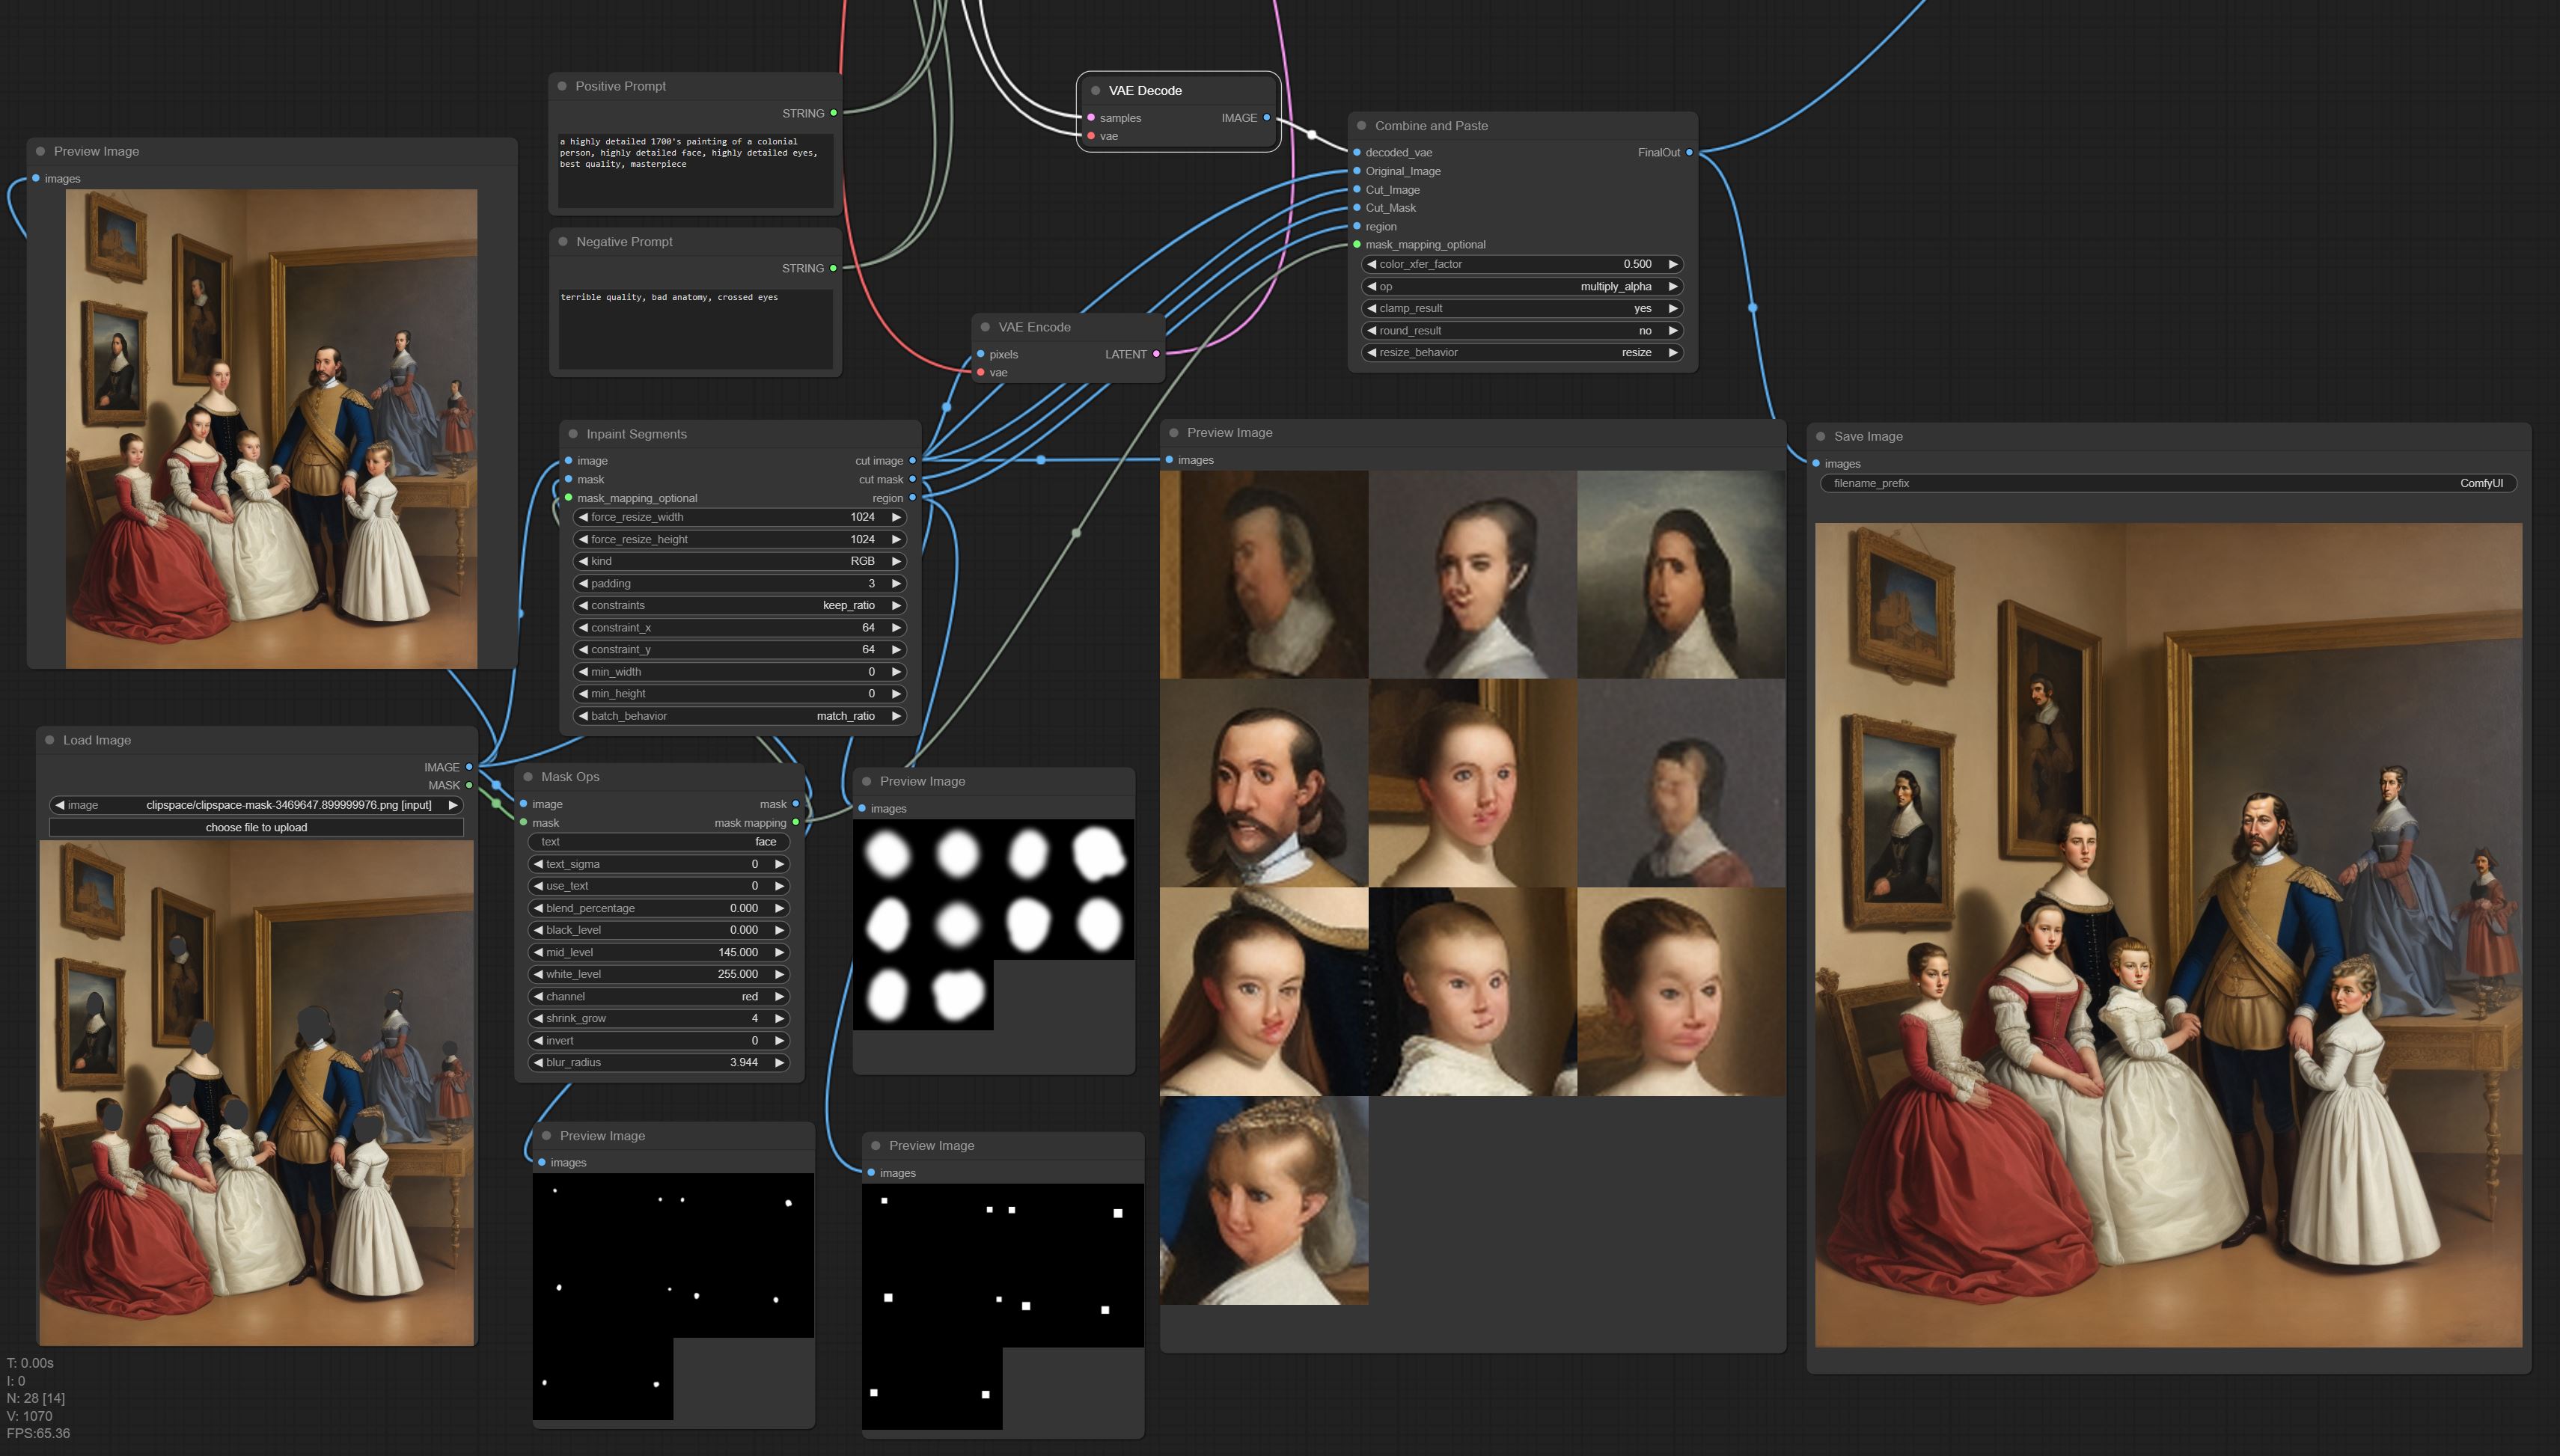 Positive Prompt
STRING
a highly detailed 1700's painting of a colonial
person, highly detailed face, highly detailed eyes,
best quality, masterpiece
VAE Decode
samples IMAGE
vae
Combine and Paste
decoded_vae FinalOut
Original_Image
Cut_Image
Cut_Mask
region
mask_mapping_optional
color_xfer_factor 0.500
op multiply_alpha
clamp_result yes
round_result no
resize_behavior resize
Preview Image
images
Negative Prompt
STRING
terrible quality, bad anatomy, crossed eyes
VAE Encode
pixels LATENT
vae
Inpaint Segments
image cut image
mask cut mask
mask_mapping_optional region
force_resize_width 1024
force_resize_height 1024
kind RGB
padding 3
constraints keep_ratio
constraint_x 64
constraint_y 64
min_width 0
min_height 0
batch_behavior match_ratio
Preview Image
images
Save Image
images
filename_prefix ComfyUI
Load Image
IMAGE
MASK
image clipspace/clipspace-mask-3469647.899999976.png [input]
choose file to upload
Mask Ops
image mask
mask mask mapping
text face
text_sigma 0
use_text 0
blend_percentage 0.000
black_level 0.000
mid_level 145.000
white_level 255.000
channel red
shrink_grow 4
invert 0
blur_radius 3.944
Preview Image
images
Preview Image
images
Preview Image
images
T: 0.00s
I: 0
N: 28 [14]
V: 1070
FPS:65.36